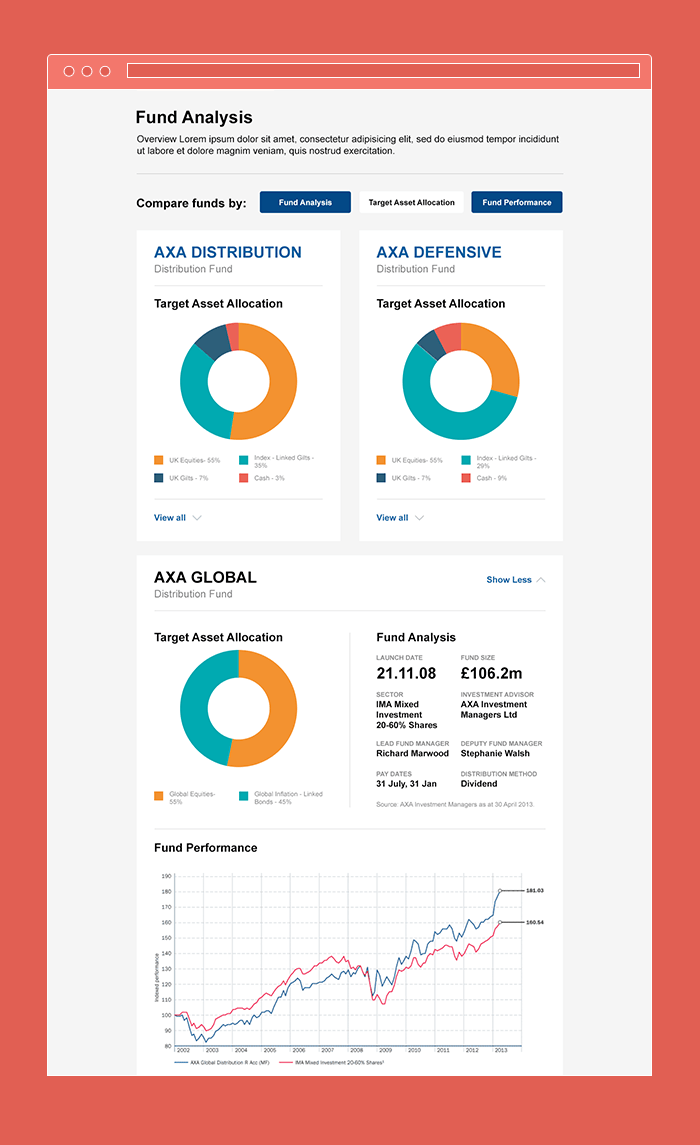 Fund Analysis
Overview Lorem ipsum dolor sit amet, consectetur adipisicing elit, sed do eiusmod tempor incididunt
ut labore et dolore magnim veniam, quis nostrud exercitation.
Compare funds by:
Fund Analysis
Target Asset Allocation
Fund Performance
AXA DISTRIBUTION
Distribution Fund
Target Asset Allocation
UK Equities- 55%
Index - Linked Gilts -
35%
UK Gilts - 7%
Cash - 3%
View all
AXA DEFENSIVE
Distribution Fund
Target Asset Allocation
UK Equities- 55%
Index - Linked Gilts -
29%
UK Gilts - 7%
Cash - 9%
View all
AXA GLOBAL
Distribution Fund
Show Less
Target Asset Allocation
Global Equities-
55%
Global Inflation - Linked
Bonds - 45%
Fund Analysis
LAUNCH DATE
21.11.08
FUND SIZE
£106.2m
SECTOR
IMA Mixed
Investment
20-60% Shares
INVESTMENT ADVISOR
AXA Investment
Managers Ltd
LEAD FUND MANAGER
Richard Marwood
DEPUTY FUND MANAGER
Stephanie Walsh
PAY DATES
31 July, 31 Jan
DISTRIBUTION METHOD
Dividend
Source: AXA Investment Managers as at 30 April 2013
Fund Performance
Indexed performance
190
180
170
160
150
140
130
120
110
100
90
80
181.03
160.54
2002
2003
2004
2005
2006
2007
2008
2009
2010
2011
2012
2013
AXA Global Distribution R Acc (MF)
IMA Mixed Investment 20-60% Shares¹